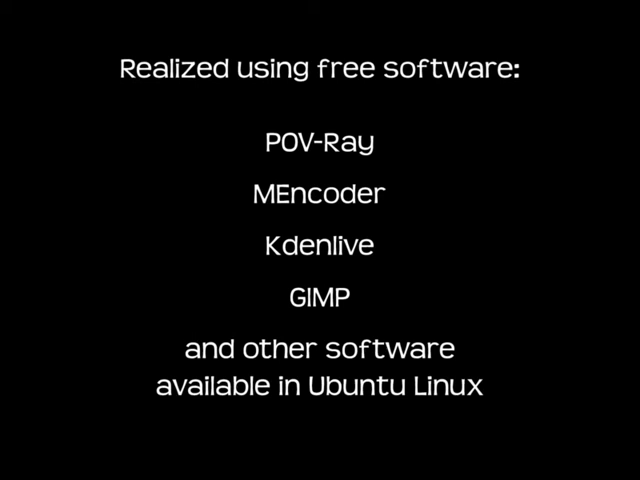 Realized using free software:
POV-Ray
MEncoder
Kdenlive
GIMP
and other software
available in Ubuntu Linux